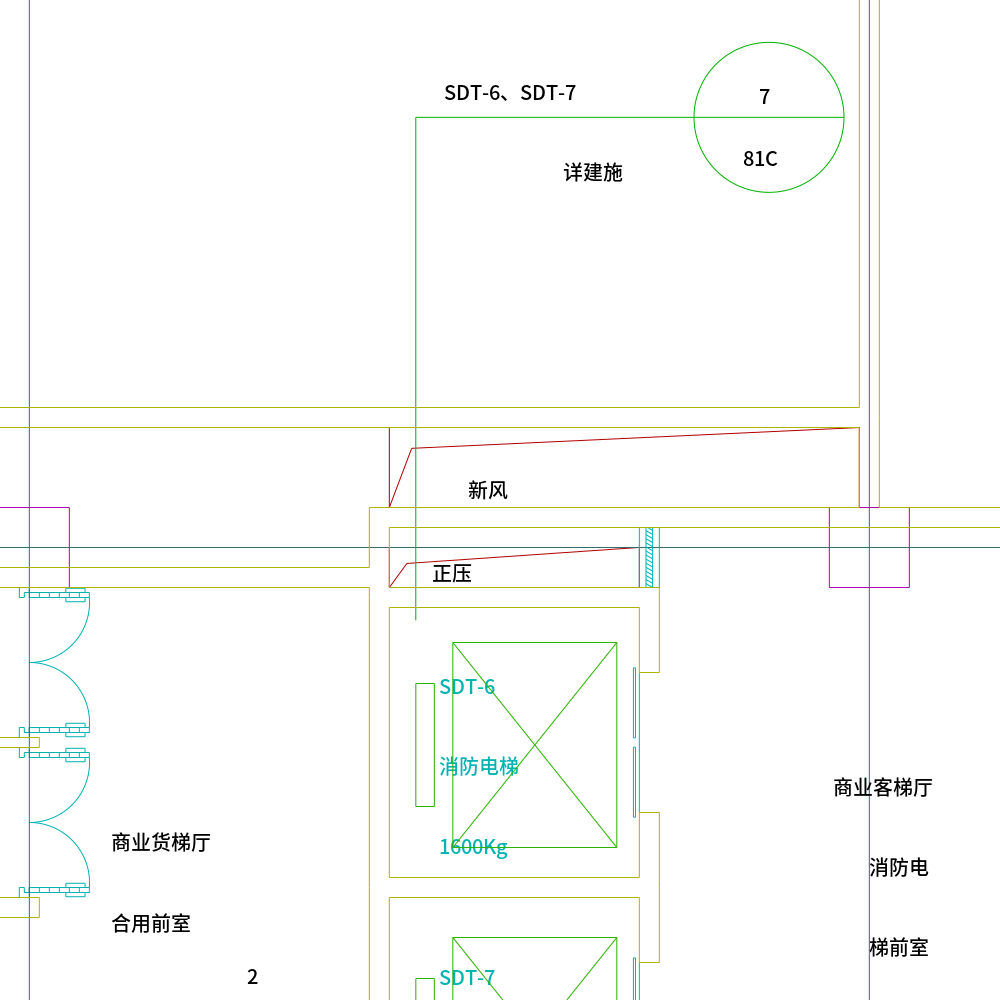 SDT-6、SDT-7
7
81C
详建施
新风
正压
SDT-6
消防电梯
1600Kg
商业客梯厅
消防电
梯前室
商业货梯厅
合用前室
2
SDT-7